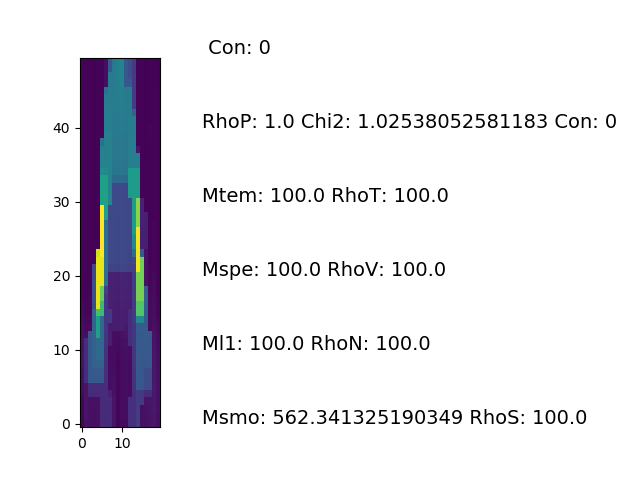 Con: 0
RhoP: 1.0 Chi2: 1.02538052581183 Con: 0
Mtem: 100.0 RhoT: 100.0
Mspe: 100.0 RhoV: 100.0
Ml1: 100.0 RhoN: 100.0
Msmo: 562.341325190349 RhoS: 100.0
40
30
20
10
0
0 10